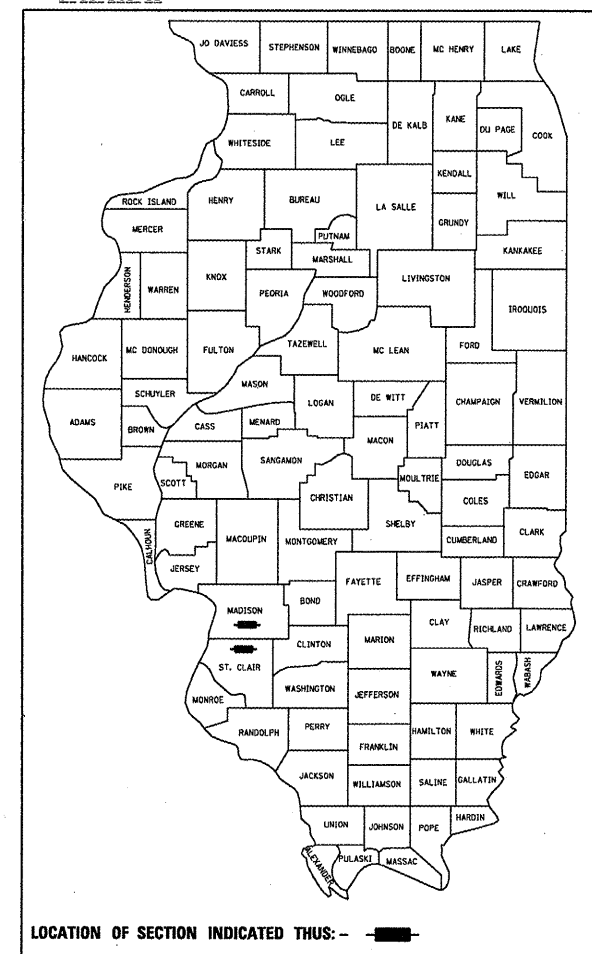 JO DAVIESS
STEPHENSON
WINNEBAGO
BOONE
MC HENRY
LAKE
CARROLL
OGLE
DE KALB
KANE
DU PAGE
COOK
WHITESIDE
LEE
KENDALL
WILL
ROCK ISLAND
HENRY
BUREAU
LA SALLE
GRUNDY
MERCER
PUTNAM
STARK
MARSHALL
KANKAKEE
HENDERSON
WARREN
KNOX
PEORIA
WOODFORD
LIVINGSTON
IROQUOIS
HANCOCK
MC DONOUGH
FULTON
TAZEWELL
MC LEAN
FORD
SCHUYLER
MASON
LOGAN
DE WITT
CHAMPAIGN
VERMILION
ADAMS
BROWN
CASS
MENARD
MACON
PIATT
MORGAN
SANGAMON
MOULTRIE
DOUGLAS
EDGAR
PIKE
SCOTT
CHRISTIAN
COLES
SHELBY
GREENE
MACOUPIN
MONTGOMERY
CUMBERLAND
CLARK
CALHOUN
JERSEY
FAYETTE
EFFINGHAM
JASPER
CRAWFORD
MADISON
BOND
CLAY
RICHLAND
LAWRENCE
CLINTON
MARION
ST. CLAIR
WAYNE
EDWARDS
WABASH
MONROE
WASHINGTON
JEFFERSON
RANDOLPH
PERRY
HAMILTON
WHITE
FRANKLIN
JACKSON
WILLIAMSON
SALINE
GALLATIN
UNION
JOHNSON
POPE
HARDIN
ALEXANDER
PULASKI
MASSAC
LOCATION OF SECTION INDICATED THUS: -